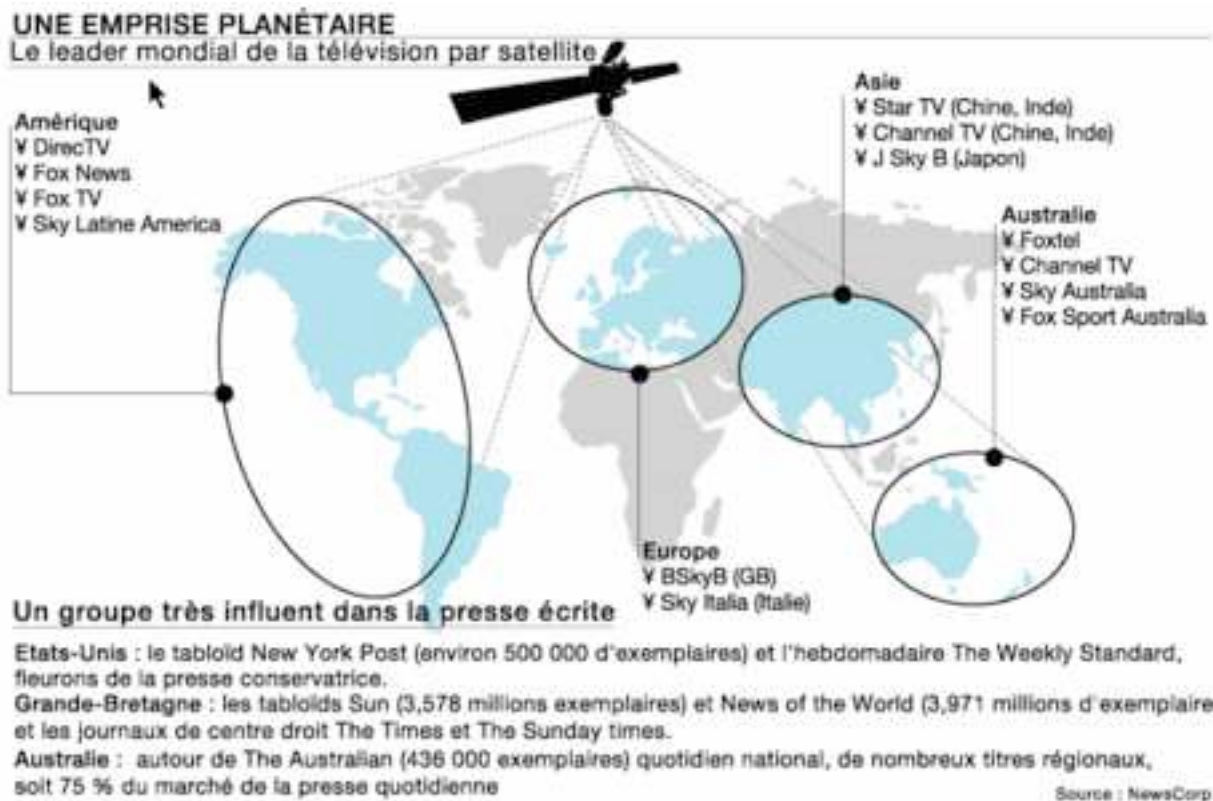 UNE EMPRISE PLANÉTAIRE
Le leader mondial de la télévision par satellite
Amérique
¥ DirecTV
¥ Fox News
¥ Fox TV
¥ Sky Latine America
Asie
¥ Star TV (Chine, Inde)
¥ Channel TV (Chine, Inde)
¥ J Sky B (Japon)
Australie
¥ Foxtel
¥ Channel TV
¥ Sky Australia
¥ Fox Sport Australia
Europe
¥ BSkyB (GB)
¥ Sky Italia (Italie)
Un groupe très influent dans la presse écrite
Etats-Unis : le tabloïd New York Post (environ 500 000 d'exemplaires) et l'hebdomadaire The Weekly Standard,
fleurons de la presse conservatrice.
Grande-Bretagne : les tabloïds Sun (3,578 millions exemplaires) et News of the World (3,971 millions d'exemplaire
et les journaux de centre droit The Times et The Sunday times.
Australie : autour de The Australian (436 000 exemplaires) quotidien national, de nombreux titres régionaux,
soit 75 % du marché de la presse quotidienne
Source : NewsCorp